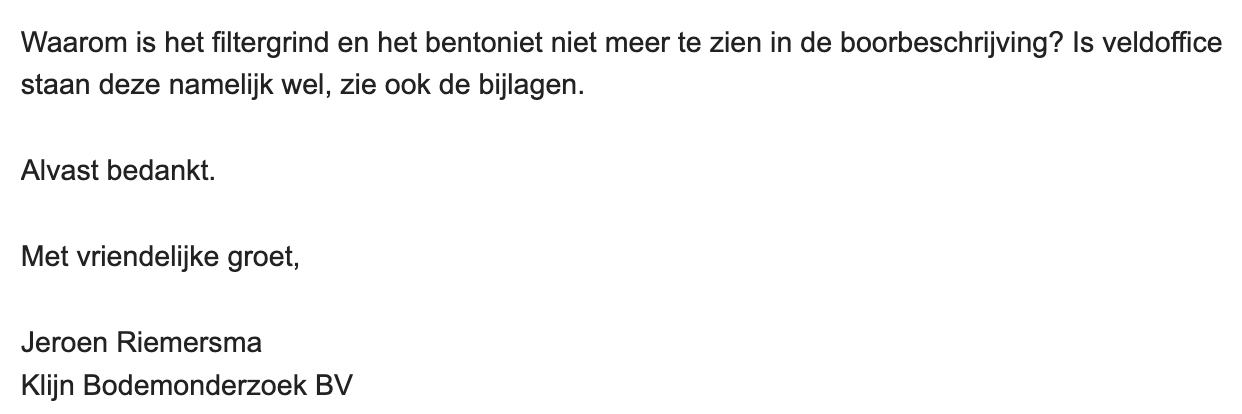 Waarom is het filtergrind en het bentoniet niet meer te zien in de boorbeschrijving? Is veldoffice
staan deze namelijk wel, zie ook de bijlagen.
Alvast bedankt.
Met vriendelijke groet,
Jeroen Riemersma
Klijn Bodemonderzoek BV